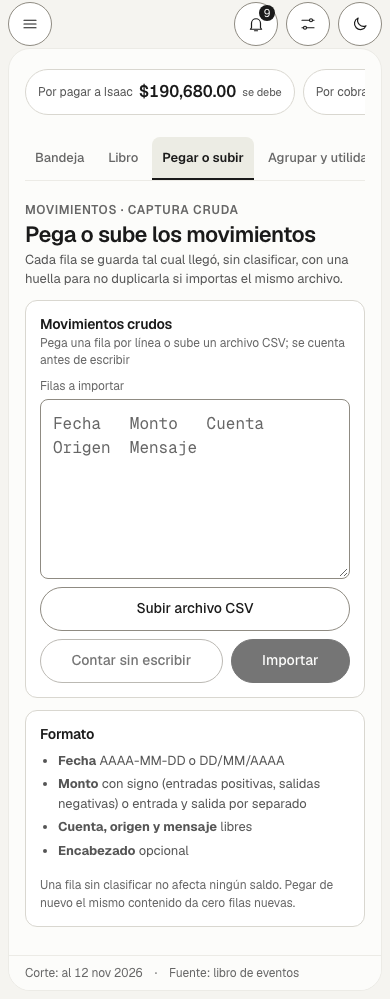 9
Por pagar a Isaac $190,680.00 se debe Por cobra
Bandeja Libro Pegar o subir Agrupar y utilida
MOVIMIENTOS · CAPTURA CRUDA
Pega o sube los movimientos
Cada fila se guarda tal cual llegó, sin clasificar, con una
huella para no duplicarla si importas el mismo archivo.
Movimientos crudos
Pega una fila por línea o sube un archivo CSV; se cuenta
antes de escribir
Filas a importar
Fecha Monto Cuenta
Origen Mensaje
Subir archivo CSV
Contar sin escribir Importar
Formato
• Fecha AAAA-MM-DD o DD/MM/AAAA
• Monto con signo (entradas positivas, salidas
negativas) o entrada y salida por separado
• Cuenta, origen y mensaje libres
• Encabezado opcional
Una fila sin clasificar no afecta ningún saldo. Pegar de
nuevo el mismo contenido da cero filas nuevas.
Corte: al 12 nov 2026 · Fuente: libro de eventos